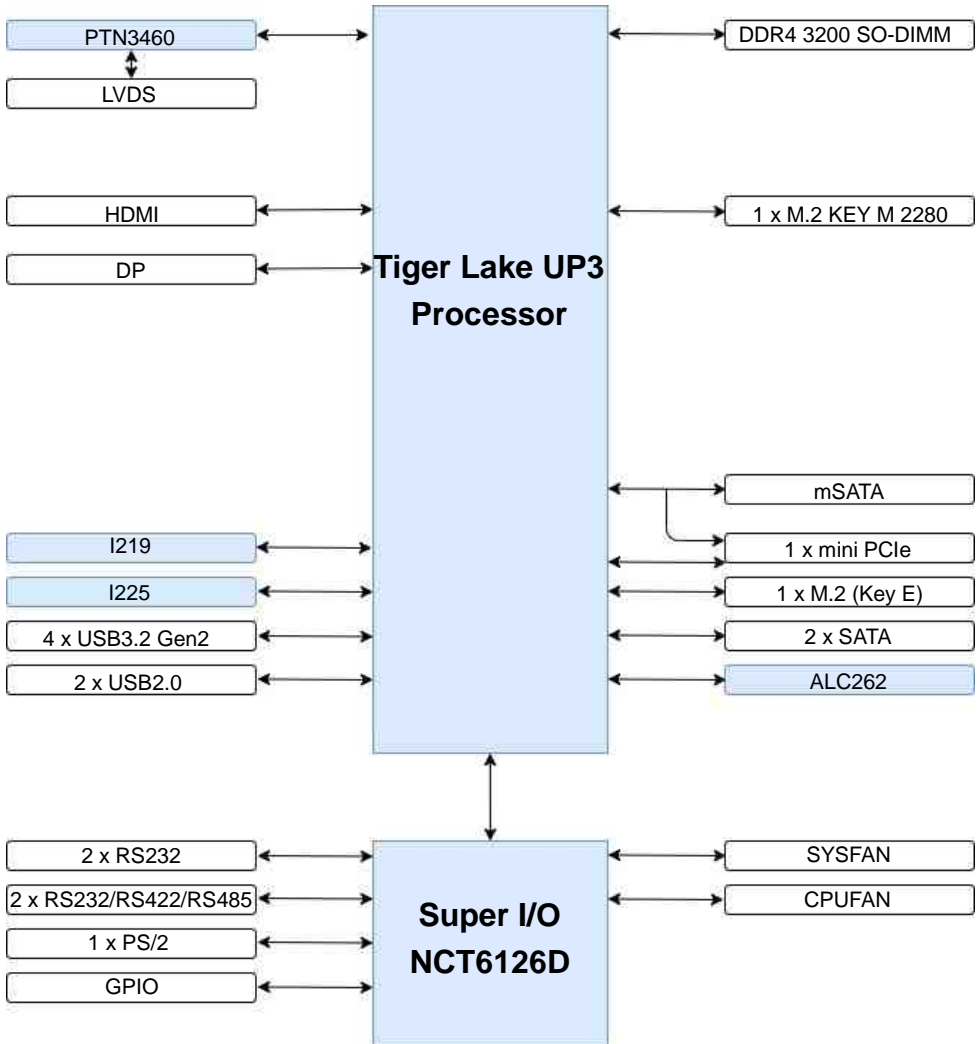 PTN3460
LVDS
HDMI
DP
I219
I225
4 x USB3.2 Gen2
2 x USB2.0
Tiger Lake UP3
Processor
DDR4 3200 SO-DIMM
1 x M.2 KEY M 2280
mSATA
1 x mini PCIe
1 x M.2 (Key E)
2 x SATA
ALC262
2 x RS232
2 x RS232/RS422/RS485
1 x PS/2
GPIO
Super I/O
NCT6126D
SYSFAN
CPUFAN